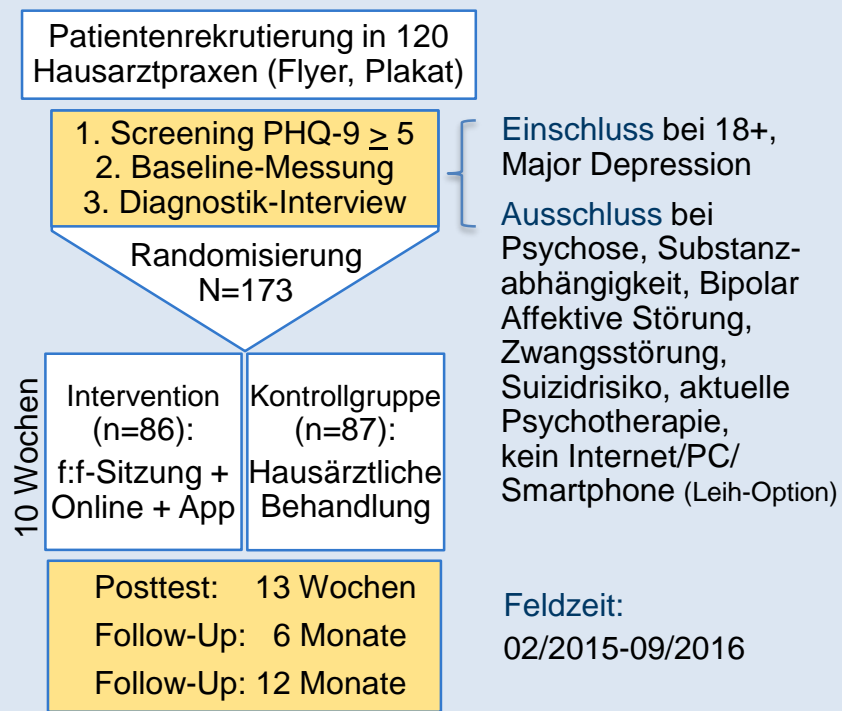 Patientenrekrutierung in 120
Hausarztpraxen (Flyer, Plakat)
1. Screening PHQ-9 ≥ 5
2. Baseline-Messung
3. Diagnostik-Interview
Einschluss bei 18+,
Major Depression
Ausschluss bei
Psychose, Substanz-
abhängigkeit, Bipolar
Affektive Störung,
Zwangsstörung,
Suizidrisiko, aktuelle
Psychotherapie,
kein Internet/PC/
Smartphone (Leih-Option)
Randomisierung
N=173
10 Wochen
Intervention
(n=86):
f:f-Sitzung +
Online + App
Kontrollgruppe
(n=87):
Hausärztliche
Behandlung
Posttest: 13 Wochen
Follow-Up: 6 Monate
Follow-Up: 12 Monate
Feldzeit:
02/2015-09/2016